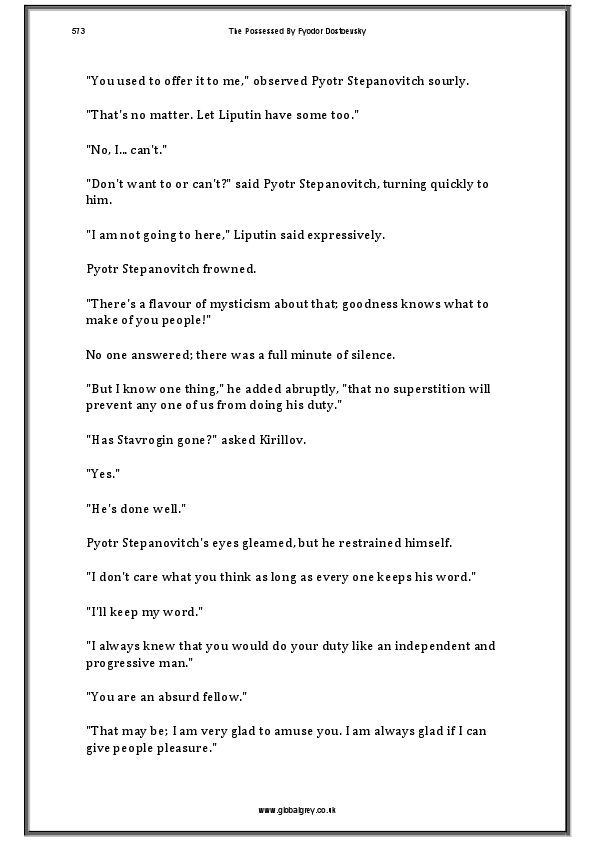 573
The Possessed By Fyodor Dostoevsky
"You used to offer it to me," observed Pyotr Stepanovitch sourly.
"That's no matter. Let Liputin have some too."
"No, I... can't."
"Don't want to or can't?" said Pyotr Stepanovitch, turning quickly to
him.
"I am not going to here," Liputin said expressively.
Pyotr Stepanovitch frowned.
"There's a flavour of mysticism about that; goodness knows what to
make of you people!"
No one answered; there was a full minute of silence.
"But I know one thing," he added abruptly, "that no superstition will
prevent any one of us from doing his duty."
"Has Stavrogin gone?" asked Kirillov.
"Yes."
"He's done well."
Pyotr Stepanovitch's eyes gleamed, but he restrained himself.
"I don't care what you think as long as every one keeps his word."
"I'll keep my word."
"I always knew that you would do your duty like an independent and
progressive man."
"You are an absurd fellow."
"That may be; I am very glad to amuse you. I am always glad if I can
give people pleasure."
www.globalgrey.co.uk